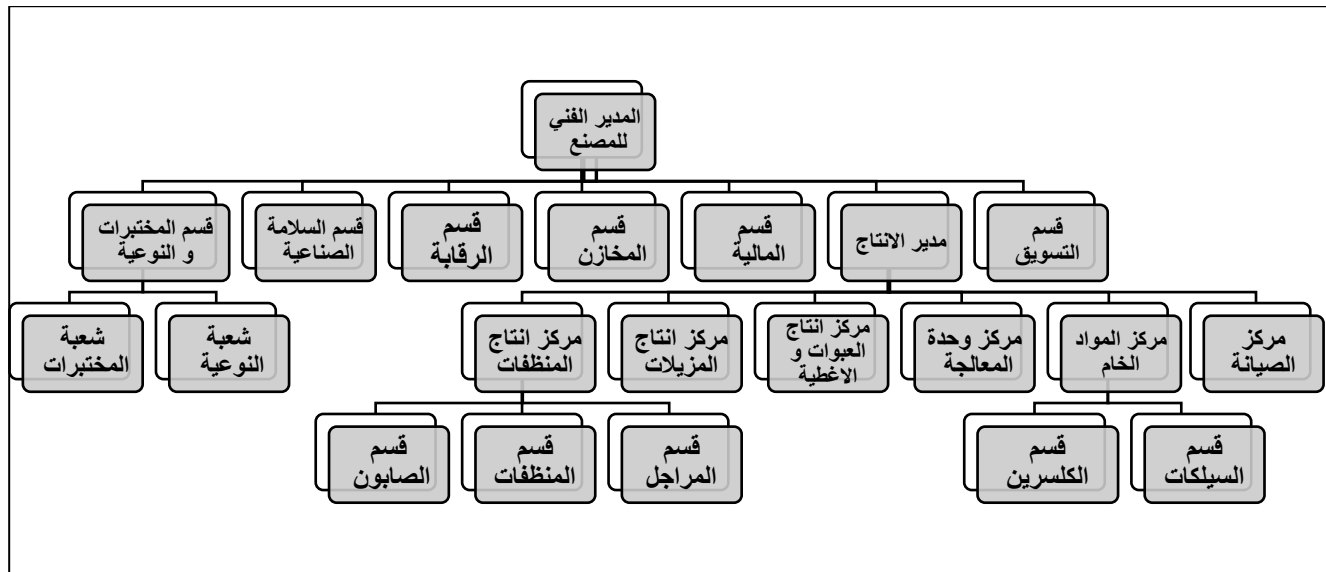 المدير الفني
للمصنع
قسم
التسويق
مدير الانتاج
قسم
المالية
قسم
المخازن
قسم
الرقابة
قسم السلامة
الصناعية
قسم المختبرات
و النوعية
مركز
الصيانة
مركز المواد
الخام
مركز وحدة
المعالجة
مركز انتاج
العبوات و
الاغطية
مركز انتاج
المزيلات
مركز انتاج
المنظفات
شعبة
النوعية
شعبة
المختبرات
قسم
السيلكات
قسم
الكلسرين
قسم
المراجل
قسم
المنظفات
قسم
الصابون